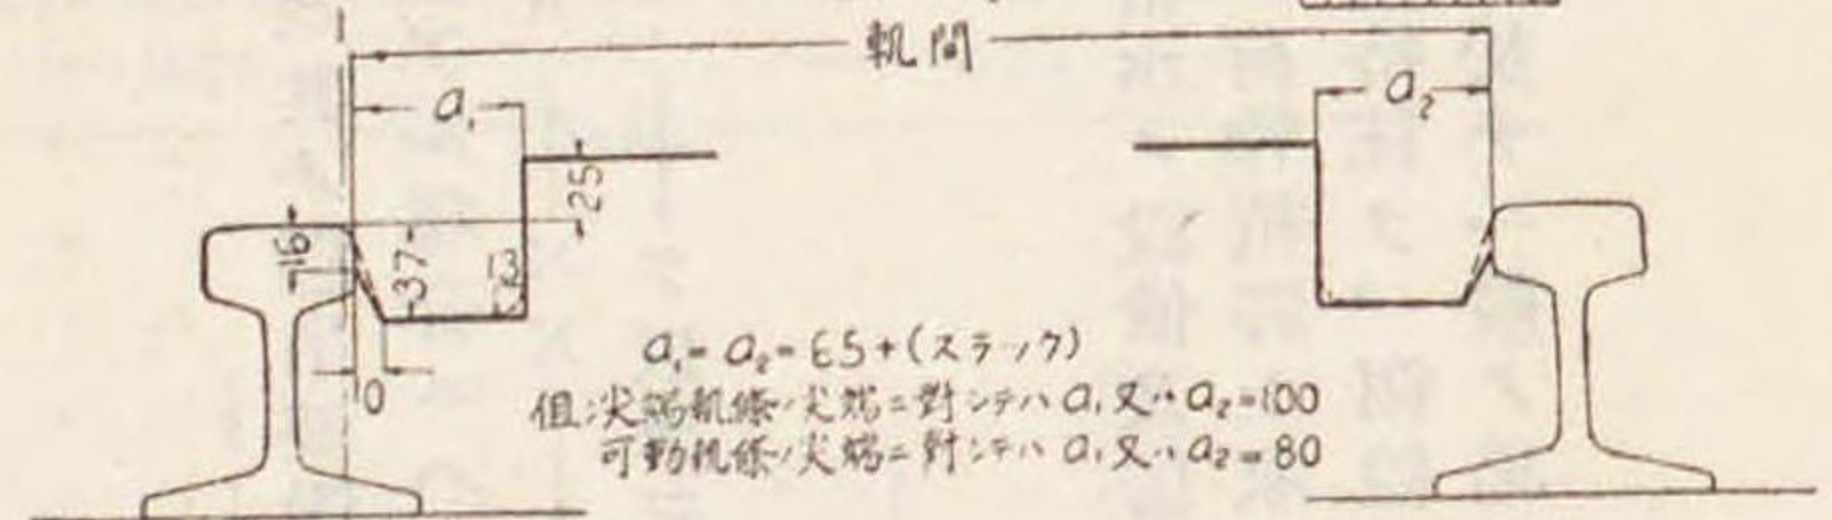 軌間
a₁
a₂
25
16
37
13
10
a₁=a₂=65+(スラック)
但シ尖端軌條ノ尖端ニ對シテハ a₁又ハa₂=100
可動軌條ノ尖端ニ對シテハ a₁又ハa₂=80